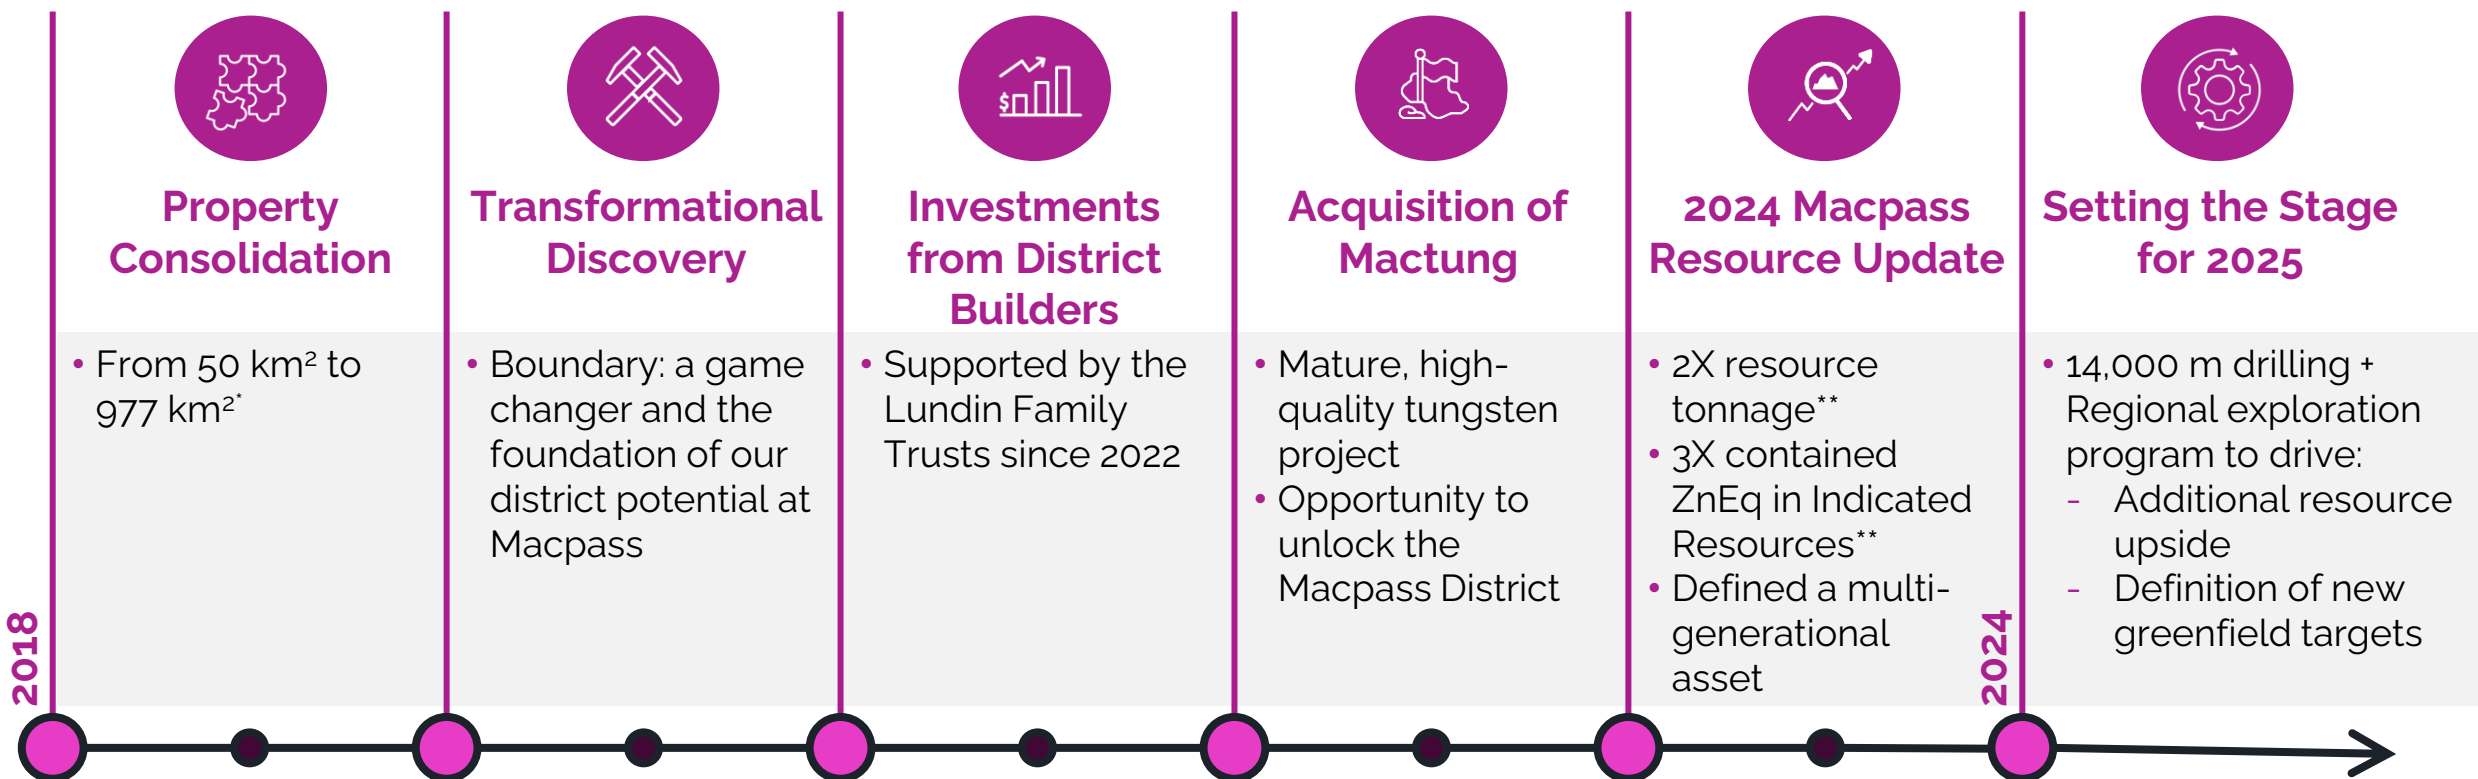 2018
Property
Consolidation
• From 50 km² to
977 km²*
Transformational
Discovery
• Boundary: a game
changer and the
foundation of our
district potential at
Macpass
$
Investments
from District
Builders
• Supported by the
Lundin Family
Trusts since 2022
Acquisition of
Mactung
• Mature, high-
quality tungsten
project
• Opportunity to
unlock the
Macpass District
2024 Macpass
Resource Update
• 2X resource
tonnage**
• 3X contained
ZnEq in Indicated
Resources**
• Defined a multi-
generational
asset
2024
Setting the Stage
for 2025
• 14,000 m drilling +
Regional exploration
program to drive:
- Additional resource
upside
- Definition of new
greenfield targets